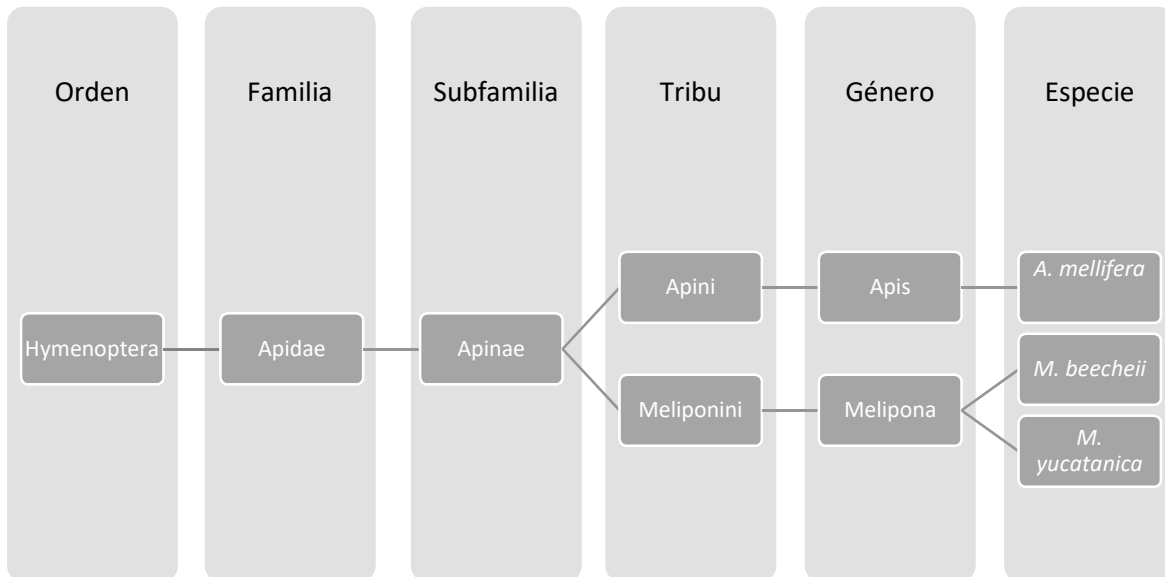 Orden
Familia
Subfamilia
Tribu
Género
Especie
Hymenoptera
Apidae
Apinae
Apini
Apis
A. mellifera
Meliponini
Melipona
M. beecheii
M.
yucatanica